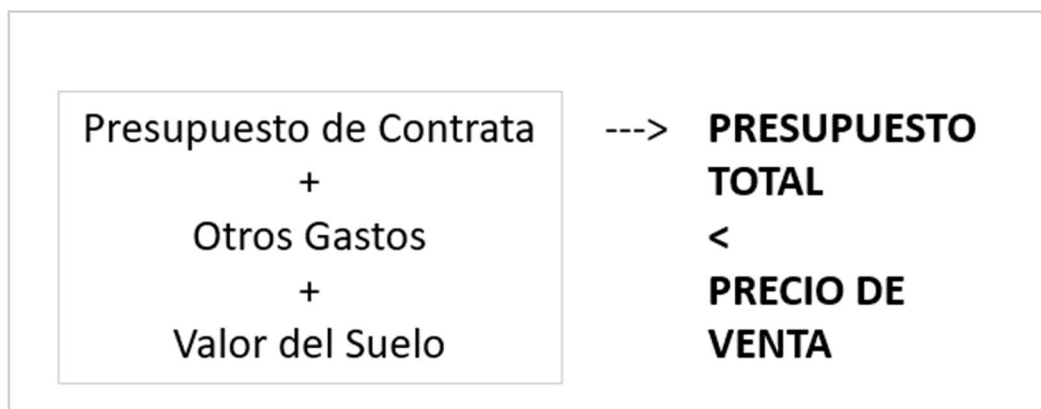 Presupuesto de Contrata
+
Otros Gastos
+
Valor del Suelo
---> PRESUPUESTO
TOTAL
<
PRECIO DE
VENTA